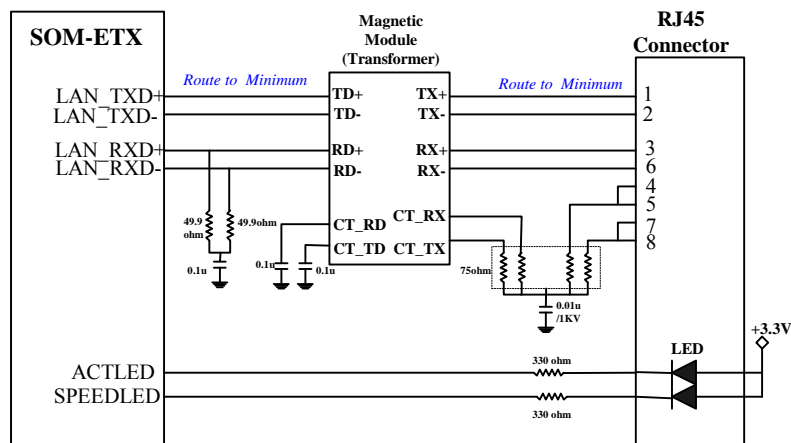 SOM-ETX
Magnetic
Module
(Transformer)
RJ45
Connector
Route to Minimum
Route to Minimum
LAN_TXD+
LAN_TXD-
LAN_RXD+
LAN_RXD-
TD+
TD-
RD+
RD-
CT_RD
CT_TD
TX+
TX-
RX+
RX-
CT_RX
CT_TX
1
2
3
6
4
5
7
8
49.9
ohm
49.9ohm
0.1u
0.1u
0.1u
75ohm
0.01u
/1KV
+3.3V
LED
ACTLED
SPEEDLED
330 ohm
330 ohm